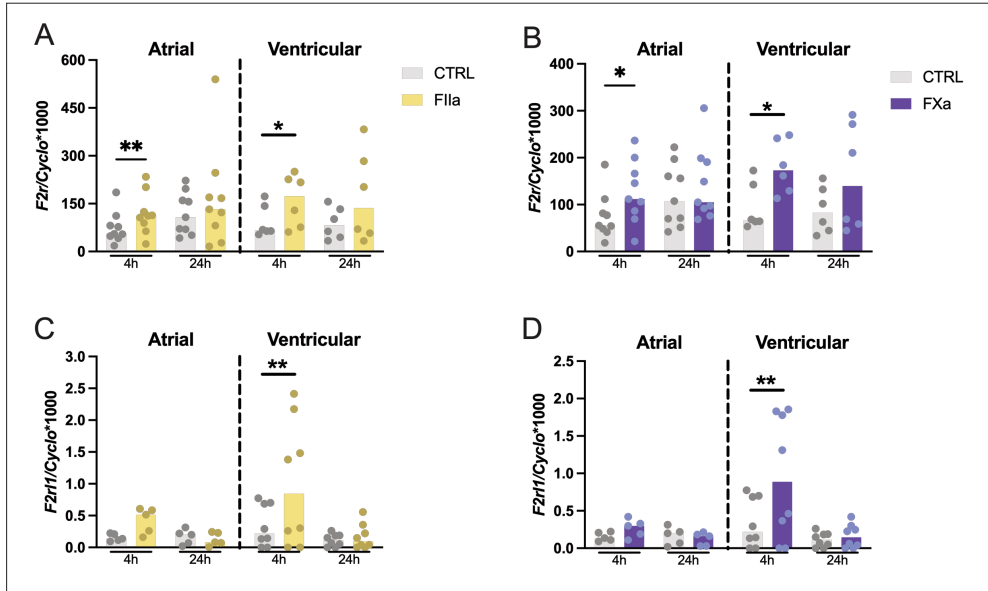 A
Atrial
Ventricular
CTRL
FIIa
F2r/Cyclo*1000
600
450
300
150
0
**
*
4h
24h
4h
24h
B
Atrial
Ventricular
CTRL
FXa
F2r/Cyclo*1000
400
300
200
100
0
*
*
4h
24h
4h
24h
C
Atrial
Ventricular
F2rl1/Cyclo*1000
3.0
2.5
2.0
1.5
1.0
0.5
0.0
**
4h
24h
4h
24h
D
Atrial
Ventricular
F2rl1/Cyclo*1000
2.5
2.0
1.5
1.0
0.5
0.0
**
4h
24h
4h
24h